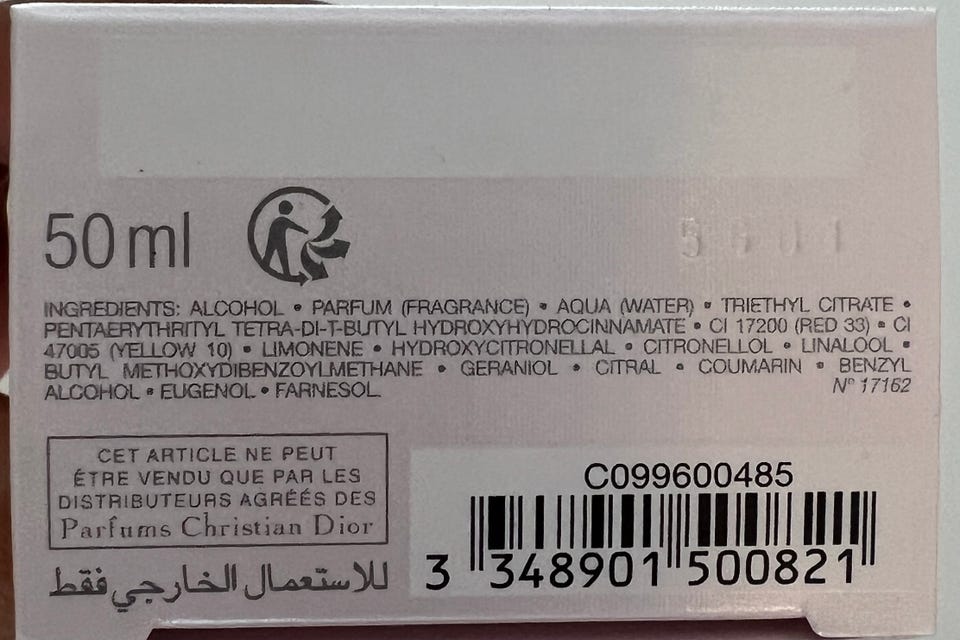 50 ml
INGREDIENTS: ALCOHOL • PARFUM (FRAGRANCE) • AQUA (WATER) • TRIETHYL CITRATE •
PENTAERYTHRITYL TETRA-DI-T-BUTYL HYDROXYHYDROCINNAMATE • CI 17200 (RED 33) • CI
47005 (YELLOW 10) • LIMONENE • HYDROXYCITRONELLAL • CITRONELLOL • LINALOOL •
BUTYL METHOXYDIBENZOYLMETHANE • GERANIOL • CITRAL • COUMARIN • BENZYL
ALCOHOL • EUGENOL • FARNESOL
N° 17162
CET ARTICLE NE PEUT
ÊTRE VENDU QUE PAR LES
DISTRIBUTEURS AGRÉÉS DES
Parfums Christian Dior
للاستعمال الخارجي فقط
C099600485
3 348901 500821